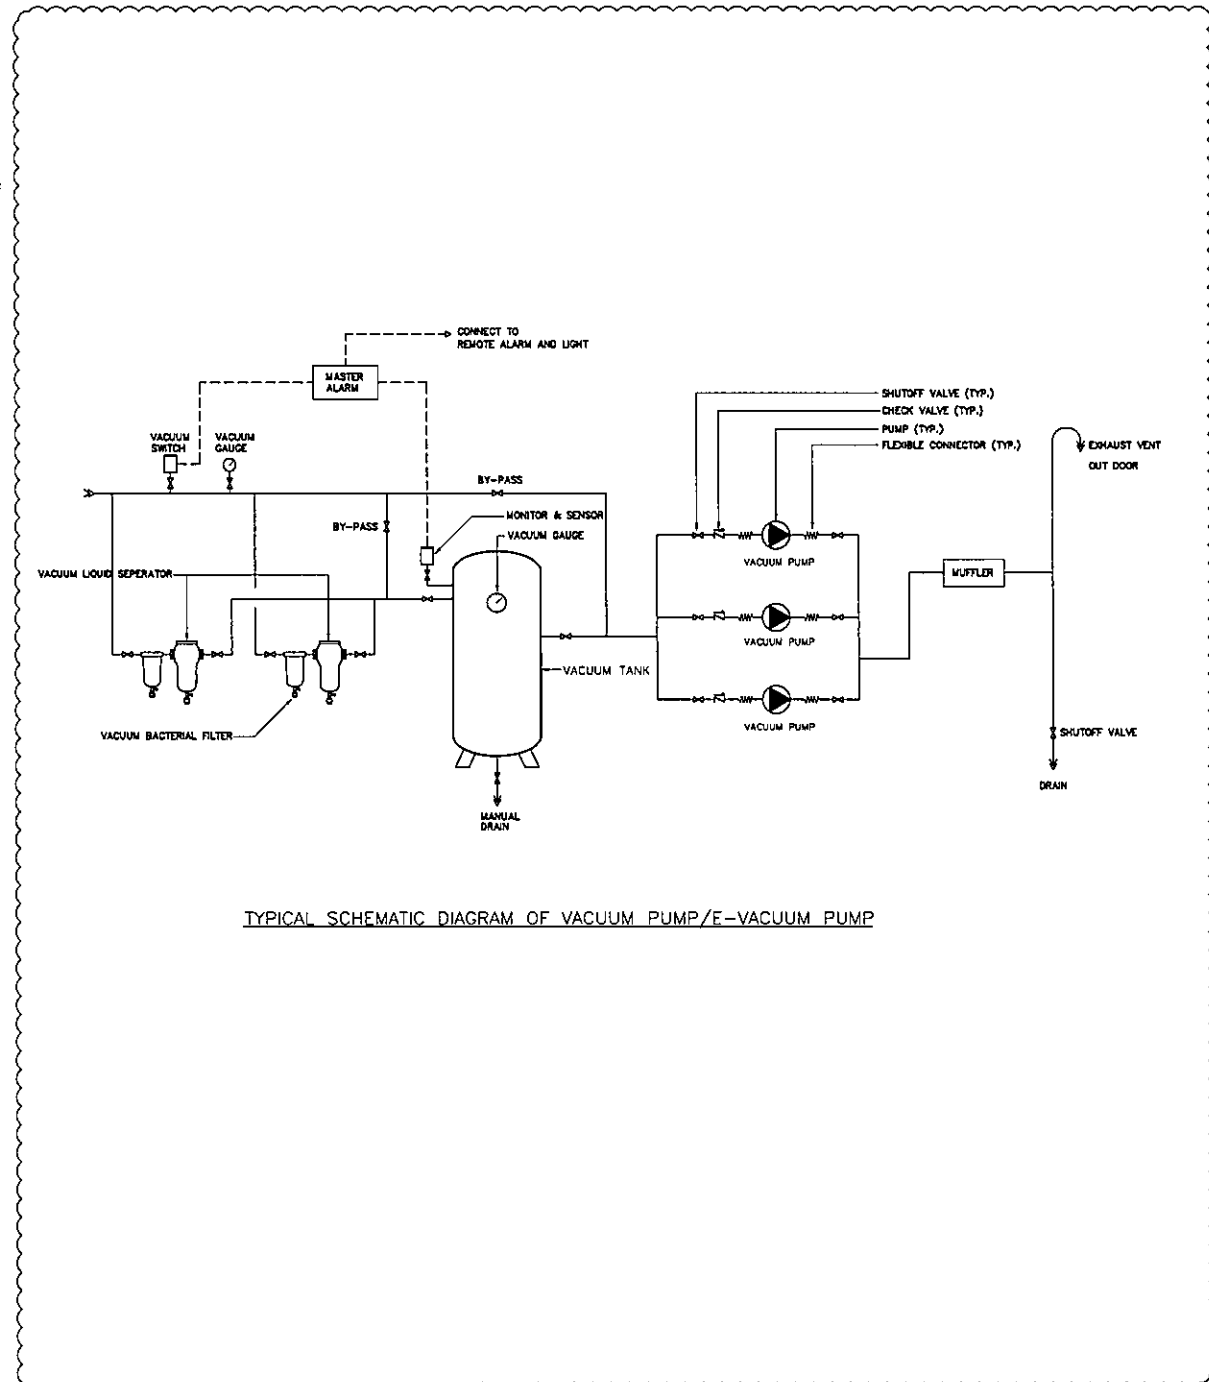 CONNECT TO
REMOTE ALARM AND LIGHT
MASTER
ALARM
VACUUM
SWITCH
VACUUM
GAUGE
BY-PASS
BY-PASS
MONITOR & SENSOR
VACUUM GAUGE
VACUUM LIQUID SEPERATOR
VACUUM BACTERIAL FILTER
VACUUM TANK
MANUAL
DRAIN
SHUTOFF VALVE (TYP.)
CHECK VALVE (TYP.)
PUMP (TYP.)
FLEXIBLE CONNECTOR (TYP.)
VACUUM PUMP
VACUUM PUMP
VACUUM PUMP
MUFFLER
EXHAUST VENT
OUT DOOR
SHUTOFF VALVE
DRAIN
TYPICAL SCHEMATIC DIAGRAM OF VACUUM PUMP/E-VACUUM PUMP